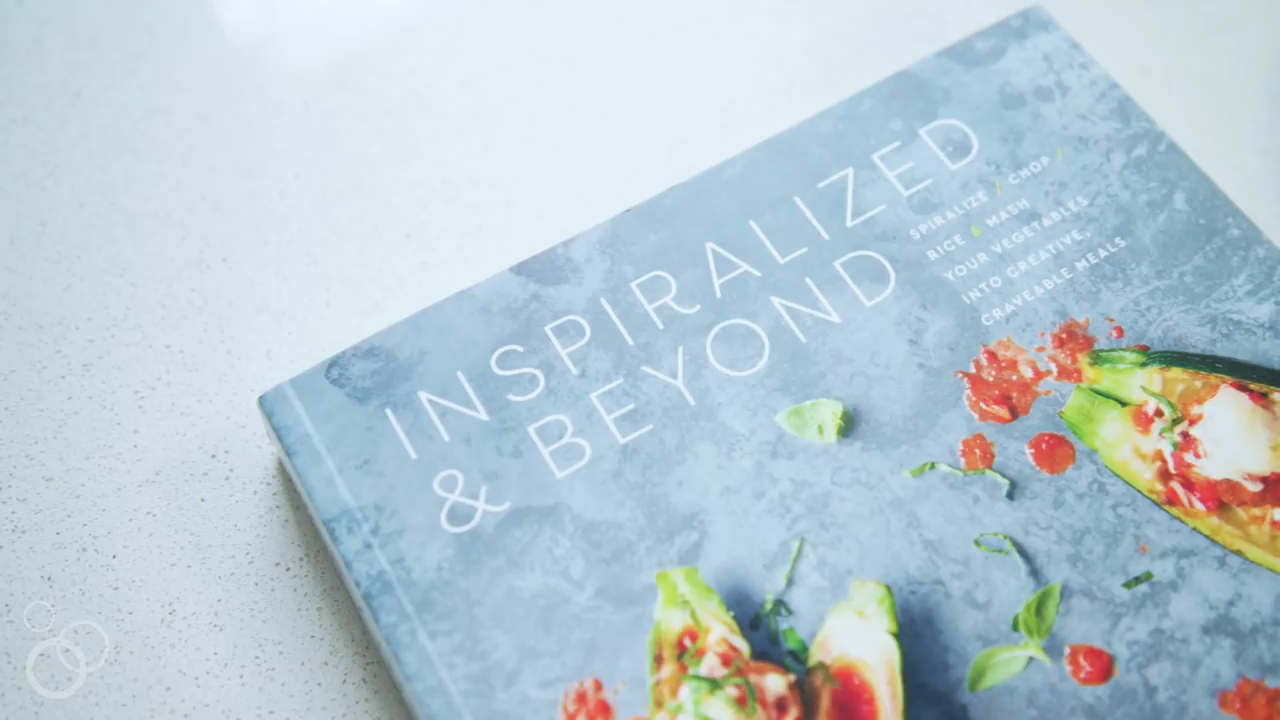 INSPIRALIZED
& BEYOND
SPIRALIZE / CHOP /
RICE & MASH
YOUR VEGETABLES
INTO CREATIVE,
CRAVEABLE MEALS